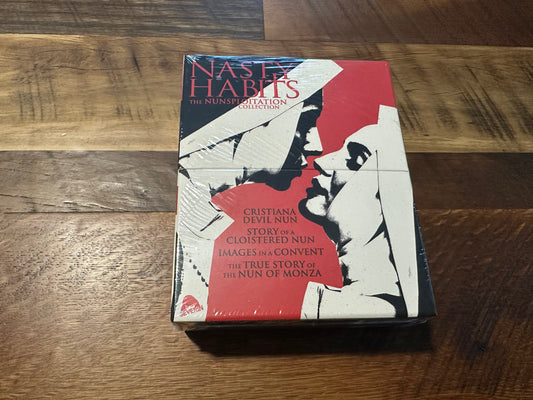 NASTY
HABITS
THE NUNSPLOITATION
COLLECTION
CRISTIANA
DEVIL NUN
STORY OF A
CLOISTERED NUN
IMAGES IN A CONVENT
THE TRUE STORY OF
THE NUN OF MONZA
SEVERIN